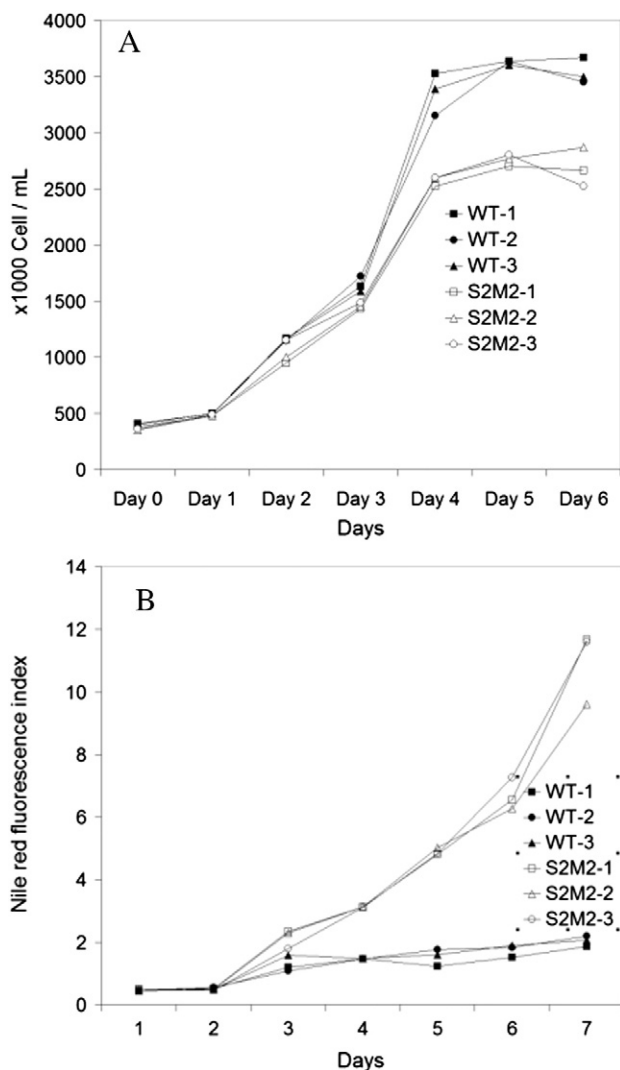 A
4000
3500
3000
2500
2000
1500
1000
500
0
x1000 Cell / mL
WT-1
WT-2
WT-3
S2M2-1
S2M2-2
S2M2-3
Day 0 Day 1 Day 2 Day 3 Day 4 Day 5 Day 6
Days
B
14
12
10
8
6
4
2
0
Nile red fluorescence index
WT-1
WT-2
WT-3
S2M2-1
S2M2-2
S2M2-3
1 2 3 4 5 6 7
Days